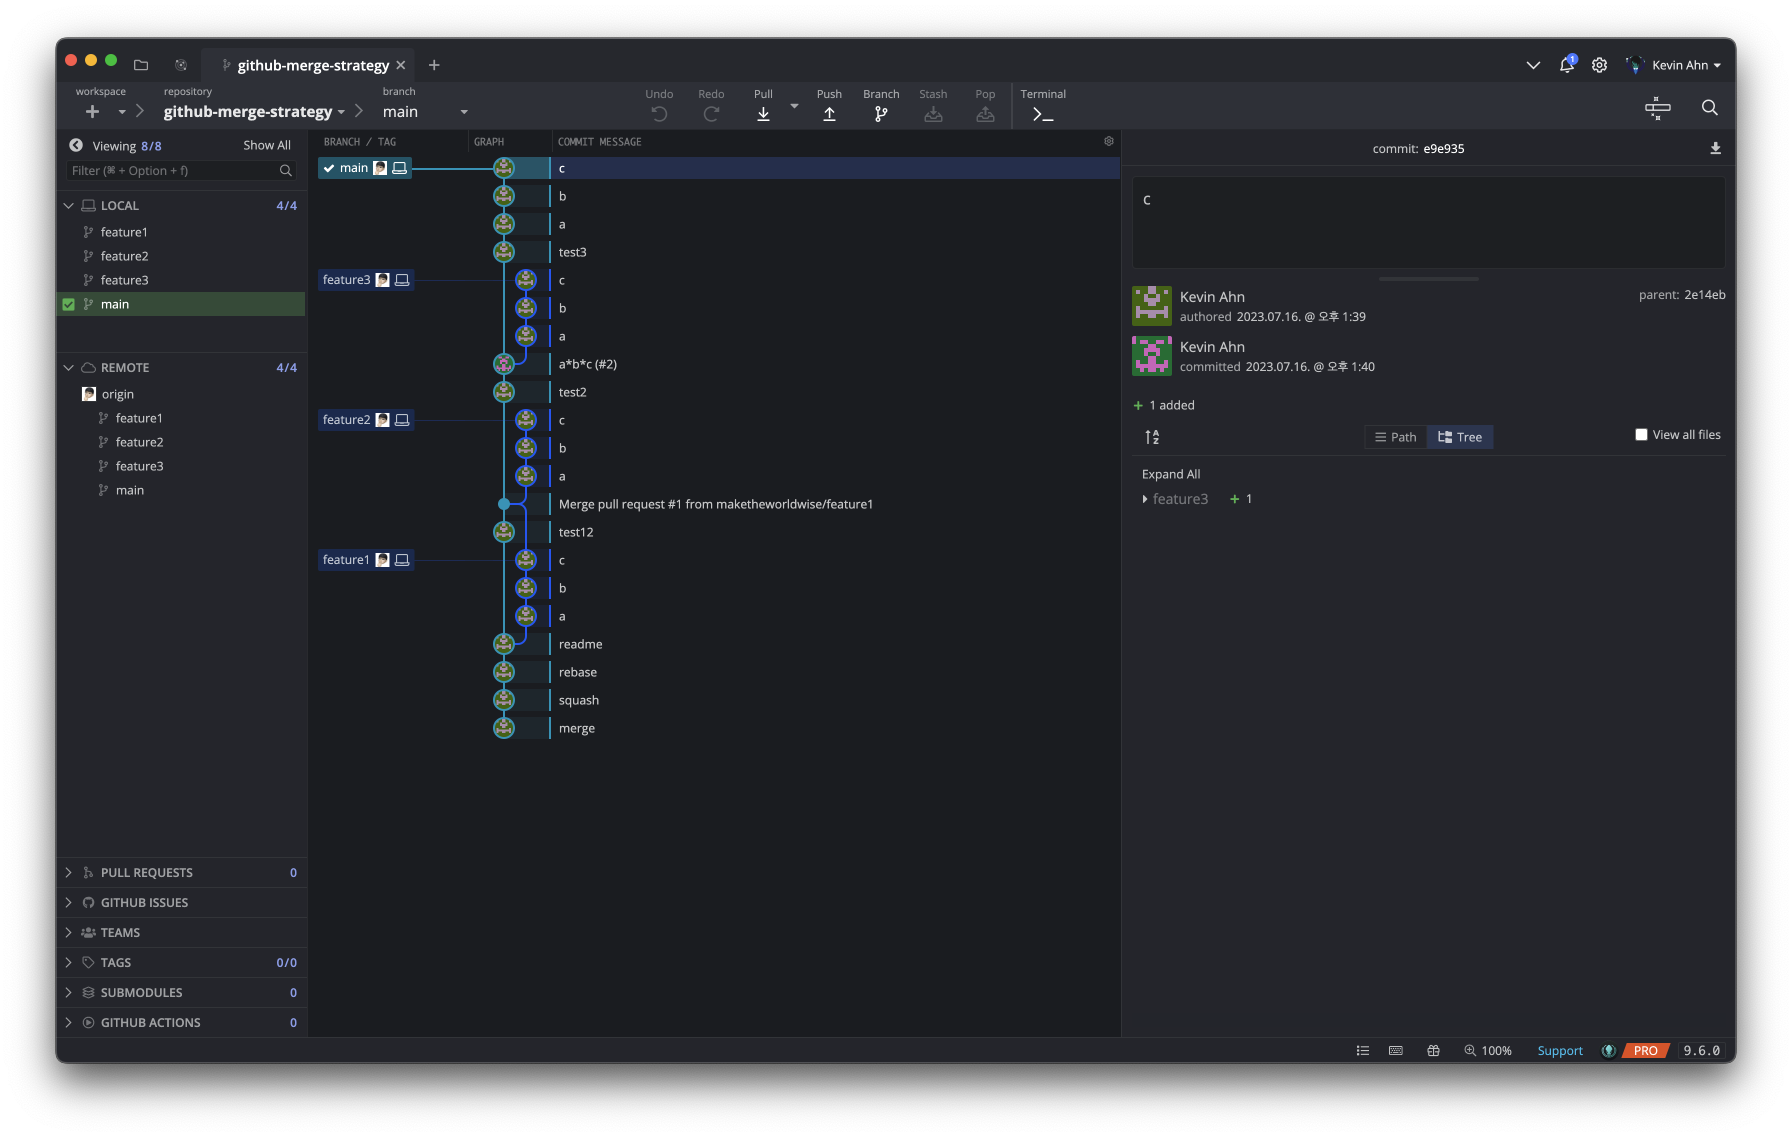 github-merge-strategy
Kevin Ahn
workspace
repository
github-merge-strategy
branch
main
Undo
Redo
Pull
Push
Branch
Stash
Pop
Terminal
1
Viewing 8/8
Show All
Filter (⌘ + Option + f)
LOCAL 4/4
feature1
feature2
feature3
main
REMOTE 4/4
origin
feature1
feature2
feature3
main
PULL REQUESTS 0
GITHUB ISSUES
TEAMS
TAGS 0/0
SUBMODULES 0
GITHUB ACTIONS 0
BRANCH / TAG
GRAPH
COMMIT MESSAGE
main c
b
a
test3
feature3 c
b
a
a*b*c (#2)
test2
feature2 c
b
a
Merge pull request #1 from maketheworldwise/feature1
test12
feature1 c
b
a
readme
rebase
squash
merge
commit: e9e935
c
Kevin Ahn
authored 2023.07.16. @ 오후 1:39
parent: 2e14eb
Kevin Ahn
committed 2023.07.16. @ 오후 1:40
+ 1 added
A
Z
Path
Tree
View all files
Expand All
feature3 + 1
100%
Support
PRO
9.6.0